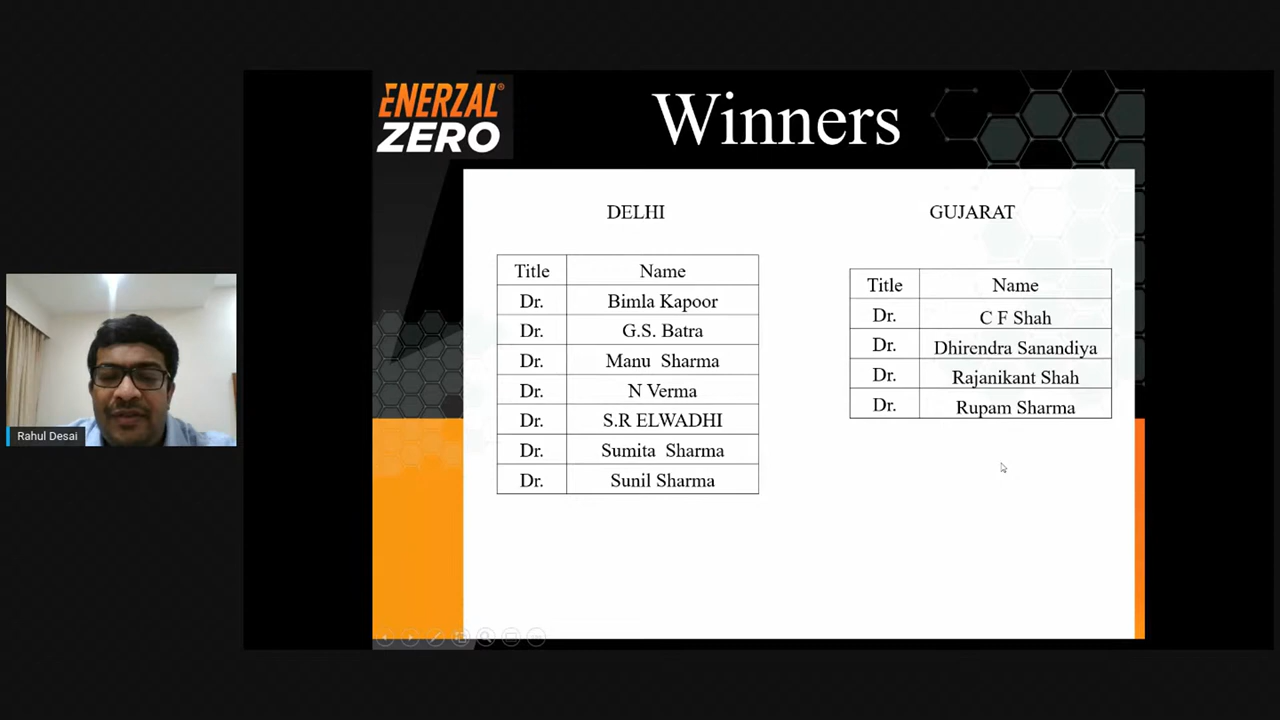 ENERZAL®
ZERO
Winners
DELHI
Title Name
Dr. Bimla Kapoor
Dr. G.S. Batra
Dr. Manu Sharma
Dr. N Verma
Dr. S.R ELWADHI
Dr. Sumita Sharma
Dr. Sunil Sharma
GUJARAT
Title Name
Dr. C F Shah
Dr. Dhirendra Sanandiya
Dr. Rajanikant Shah
Dr. Rupam Sharma
Rahul Desai